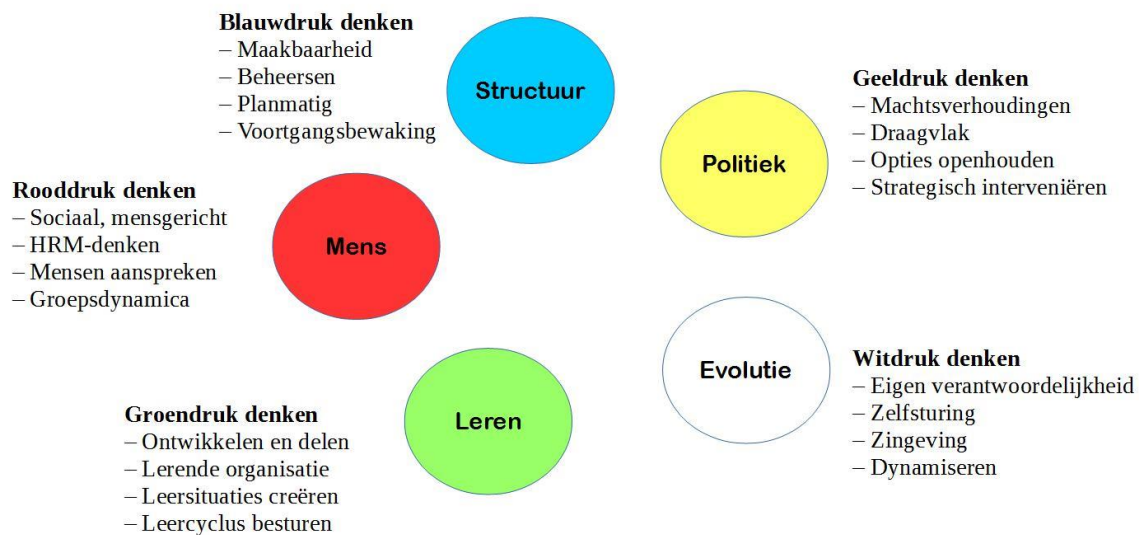 Blauwdruk denken
– Maakbaarheid
– Beheersen
– Planmatig
– Voortgangsbewaking
Structuur
Geeldruk denken
– Machtsverhoudingen
– Draagvlak
– Opties openhouden
– Strategisch interveniëren
Politiek
Rooddruk denken
– Sociaal, mensgericht
– HRM-denken
– Mensen aanspreken
– Groepsdynamica
Mens
Witdruk denken
– Eigen verantwoordelijkheid
– Zelfsturing
– Zingeving
– Dynamiseren
Evolutie
Groendruk denken
– Ontwikkelen en delen
– Lerende organisatie
– Leersituaties creëren
– Leercyclus besturen
Leren